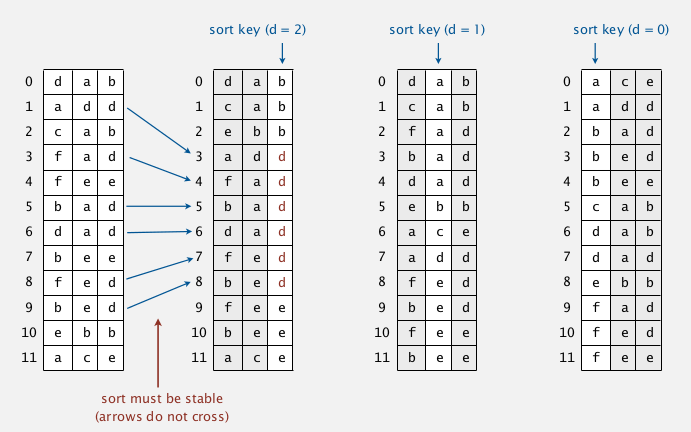 sort key (d = 2) sort key (d = 1) sort key (d = 0)
0 d a b 0 d a b 0 d a b 0 a c e
1 a d d 1 c a b 1 c a b 1 a d d
2 c a b 2 e b b 2 f a d 2 b a d
3 f a d 3 a d d 3 b a d 3 b e d
4 f e e 4 f a d 4 d a d 4 b e e
5 b a d 5 b a d 5 e b b 5 c a b
6 d a d 6 d a d 6 a c e 6 d a b
7 b e e 7 f e d 7 a d d 7 d a d
8 f e d 8 b e d 8 f e d 8 e b b
9 b e d 9 f e e 9 b e d 9 f a d
10 e b b 10 b e e 10 f e e 10 f e d
11 a c e 11 a c e 11 b e e 11 f e e
sort must be stable
(arrows do not cross)